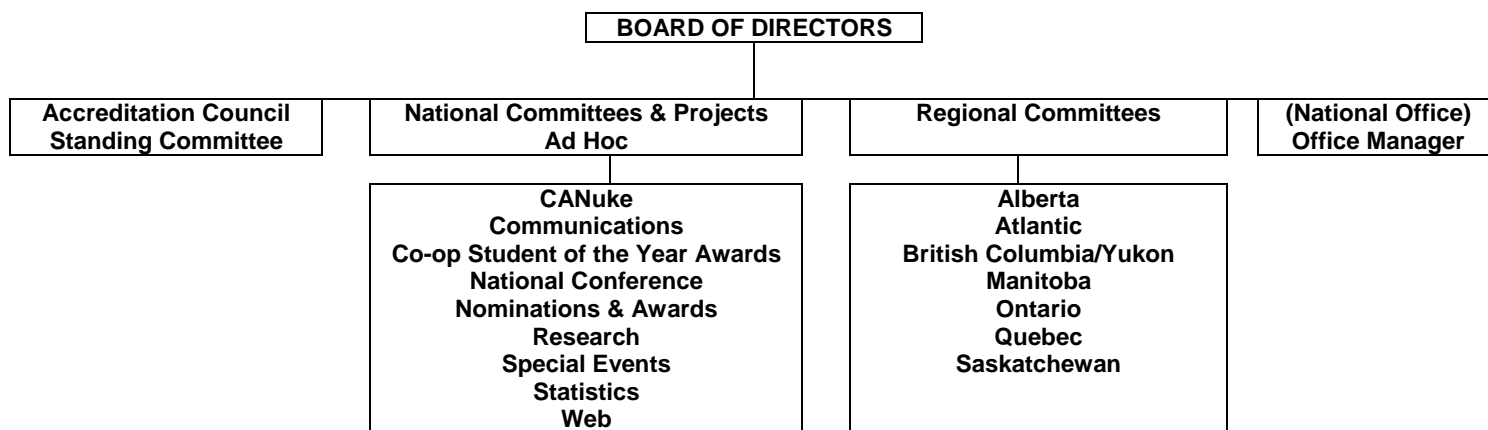 BOARD OF DIRECTORS
Accreditation Council
Standing Committee
National Committees & Projects
Ad Hoc
Regional Committees
(National Office)
Office Manager
CANuke
Communications
Co-op Student of the Year Awards
National Conference
Nominations & Awards
Research
Special Events
Statistics
Web
Alberta
Atlantic
British Columbia/Yukon
Manitoba
Ontario
Quebec
Saskatchewan